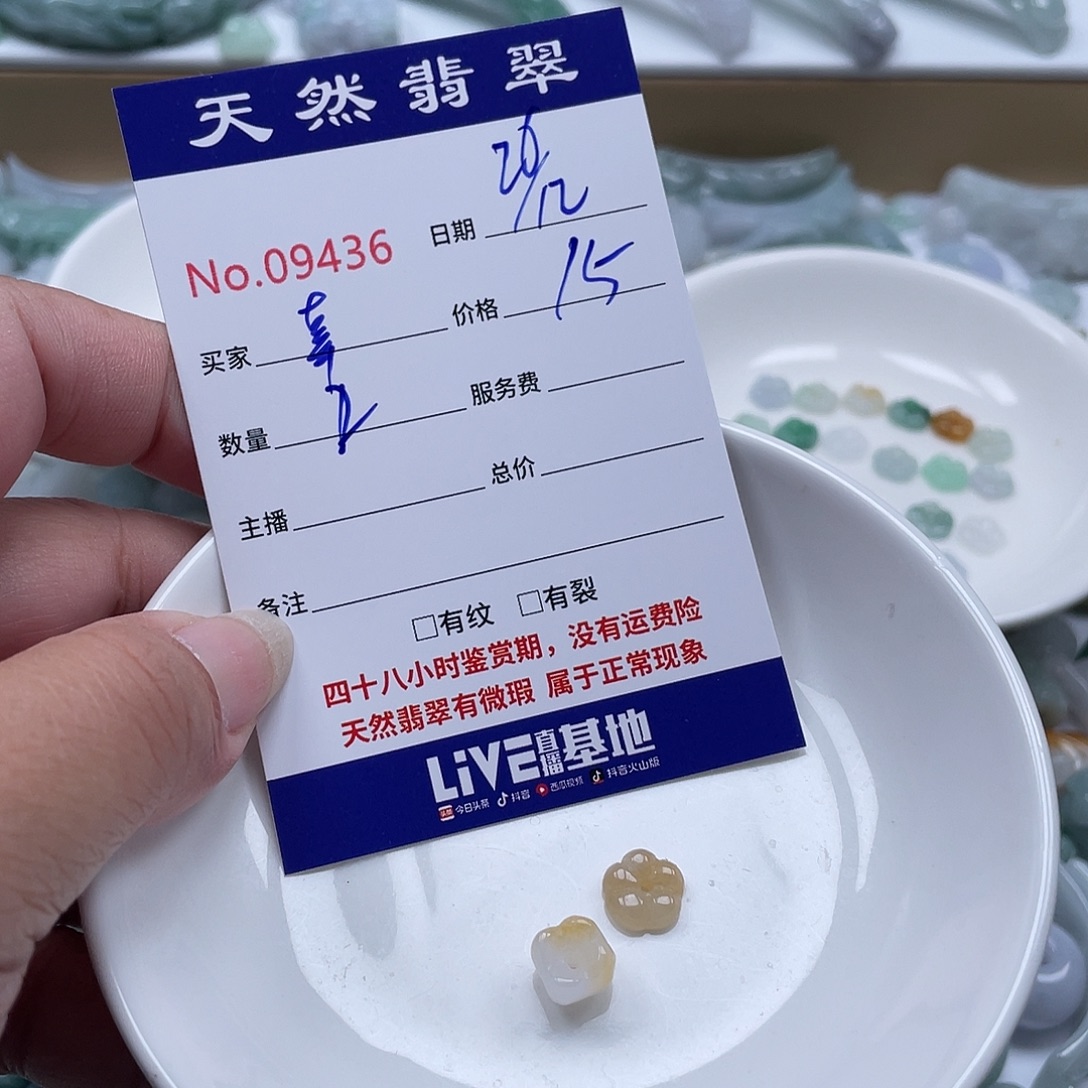 天然翡翠
No.09436
日期
买家 价格 15
数量 2 服务费
主播 总价
备注
□有纹 □有裂
四十八小时鉴赏期，没有运费险
天然翡翠有微瑕 属于正常现象
LiVE直播基地
头条 今日头条 抖音 西瓜视频 抖音火山版